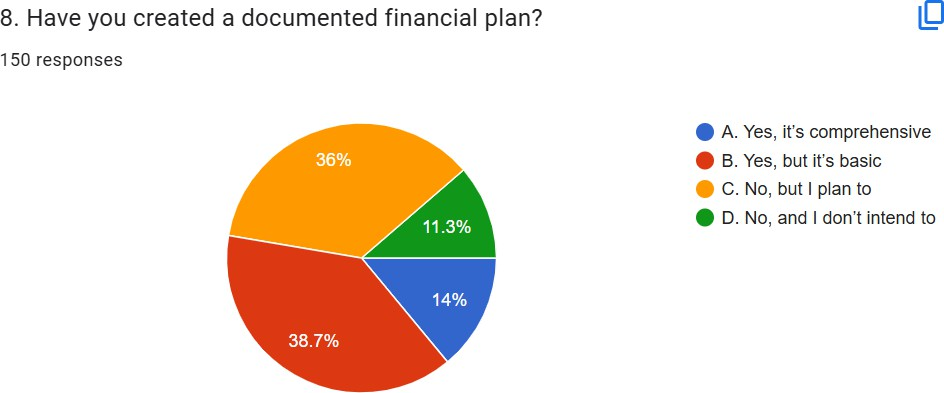 8. Have you created a documented financial plan?
150 responses
36%
11.3%
14%
38.7%
A. Yes, it’s comprehensive
B. Yes, but it’s basic
C. No, but I plan to
D. No, and I don’t intend to